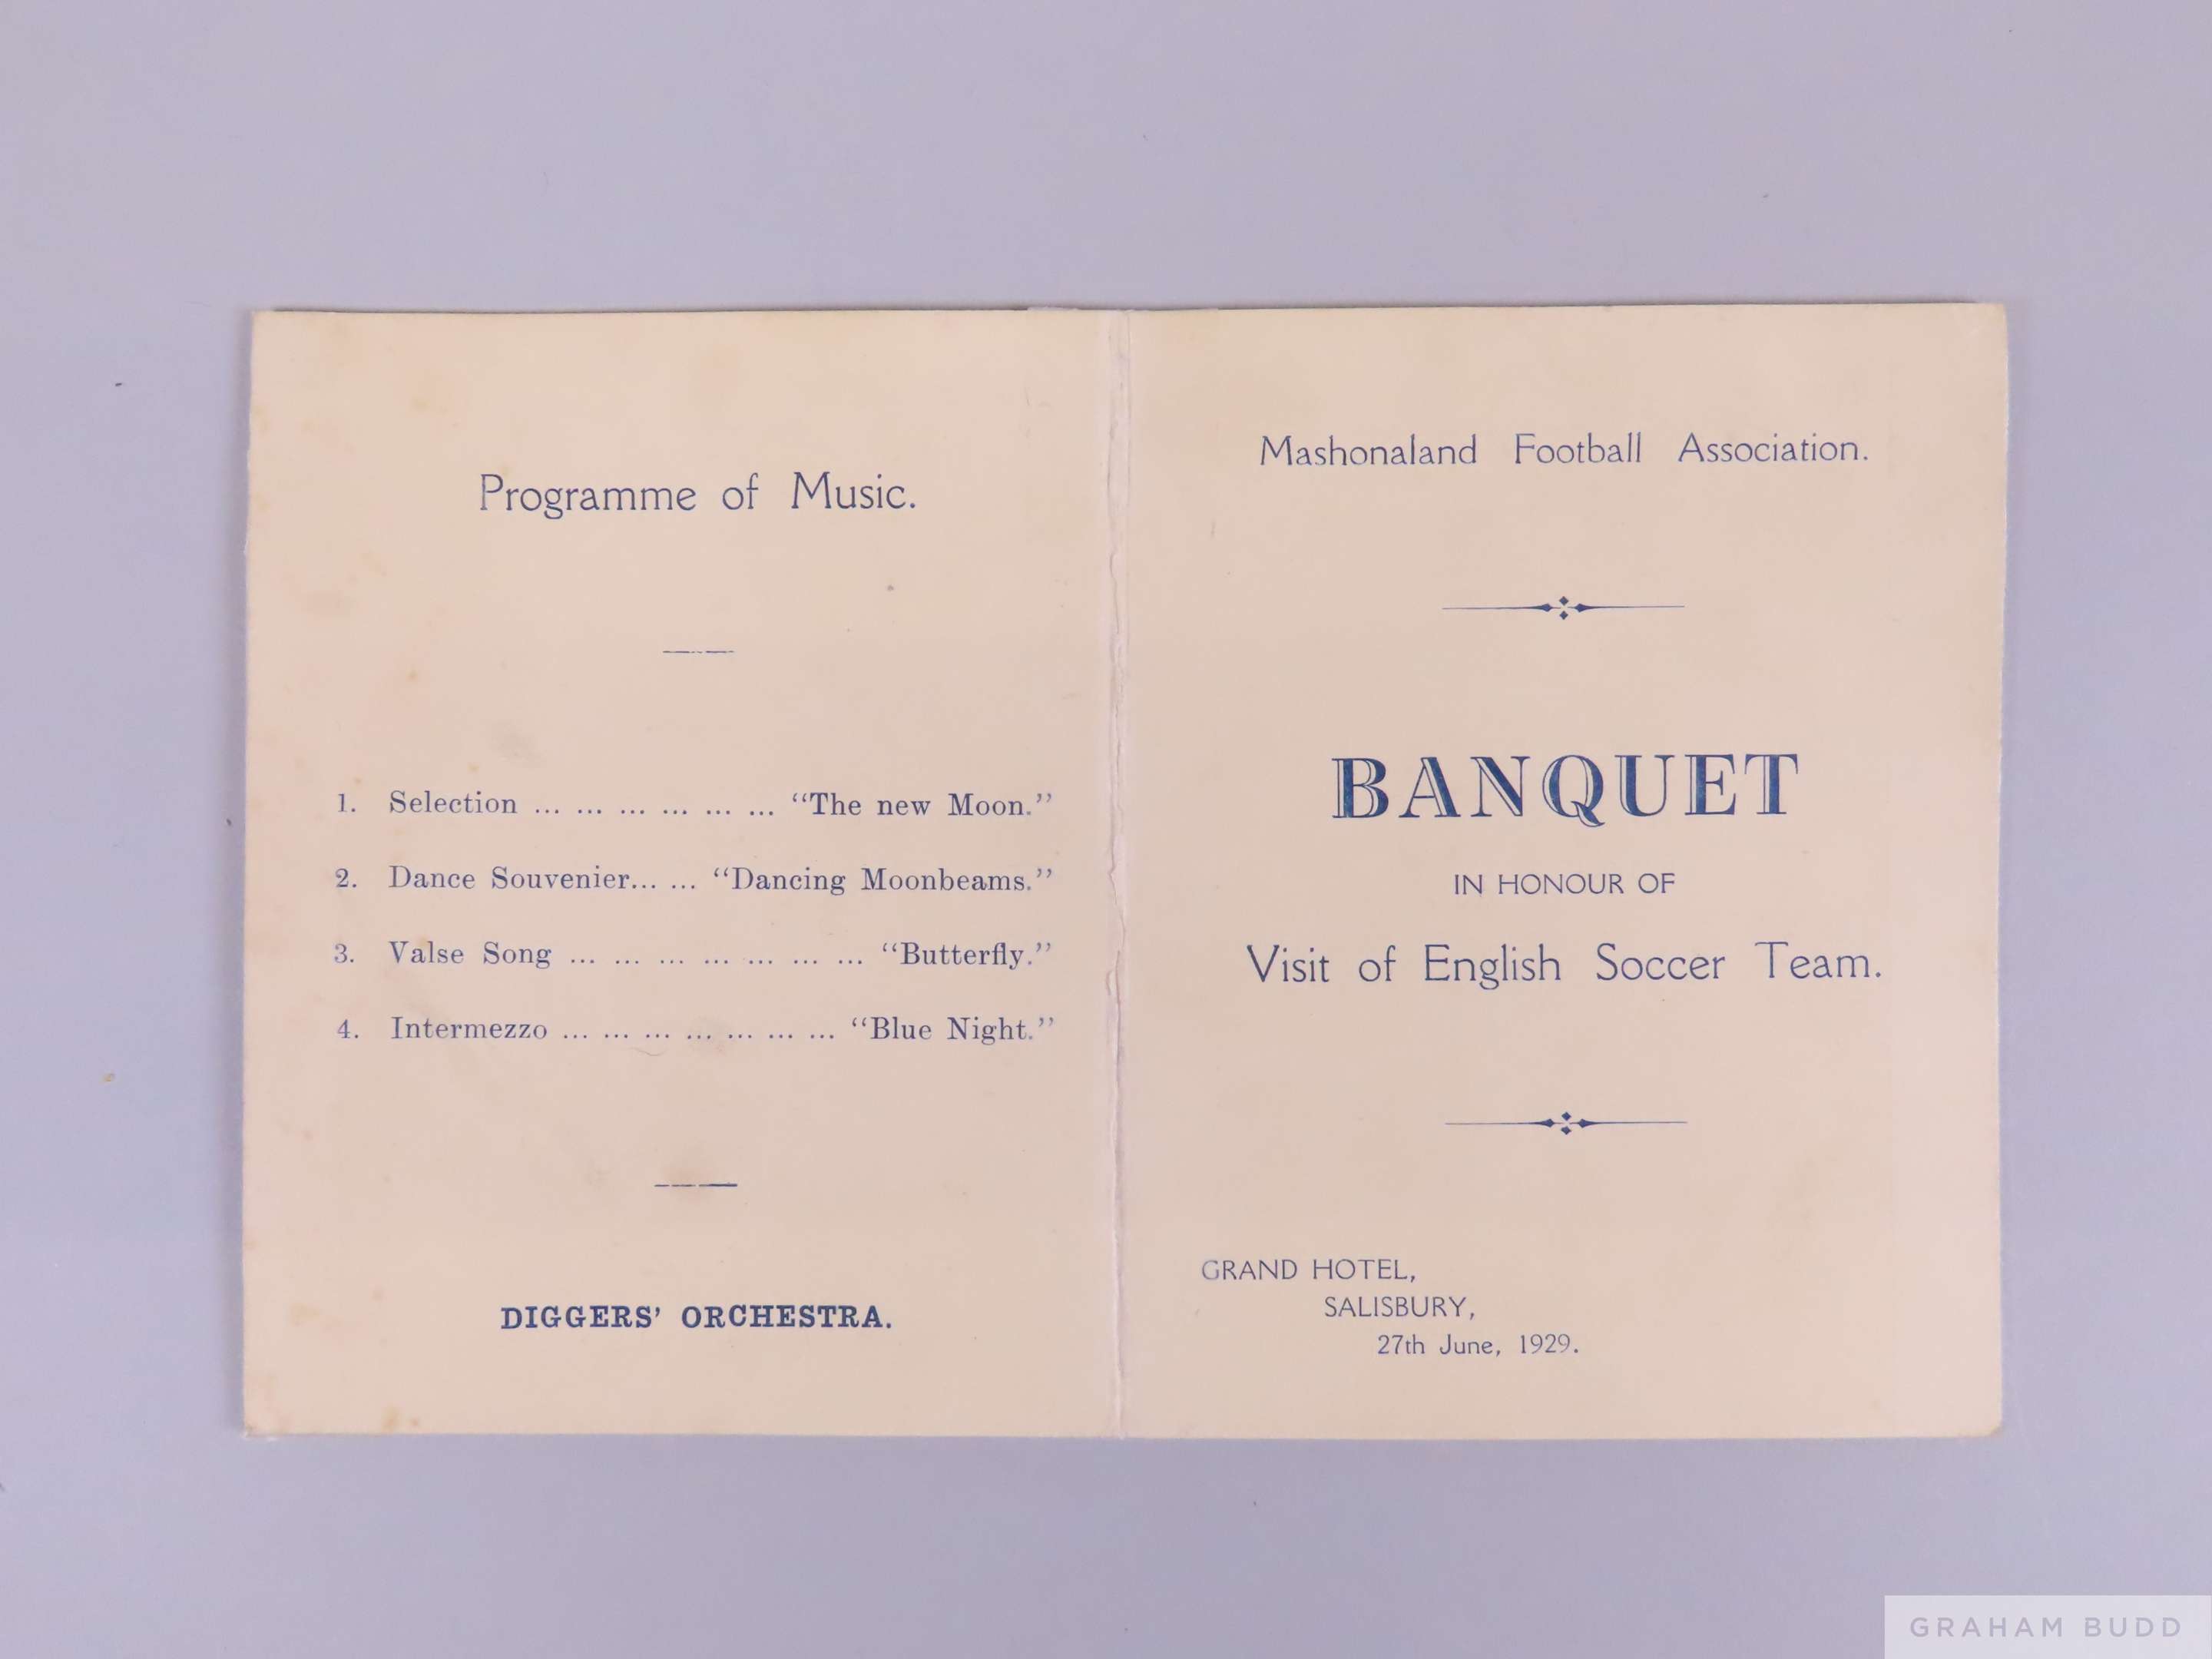 Programme of Music.
1. Selection ... ... ... ... ... ... "The new Moon."
2. Dance Souvenier... ... "Dancing Moonbeams."
3. Valse Song ... ... ... ... ... ... ... "Butterfly."
4. Intermezzo ... ... ... ... ... ... ... "Blue Night."
DIGGERS' ORCHESTRA.
Mashonaland Football Association.
BANQUET
IN HONOUR OF
Visit of English Soccer Team.
GRAND HOTEL,
SALISBURY,
27th June, 1929.
GRAHAM BUDD